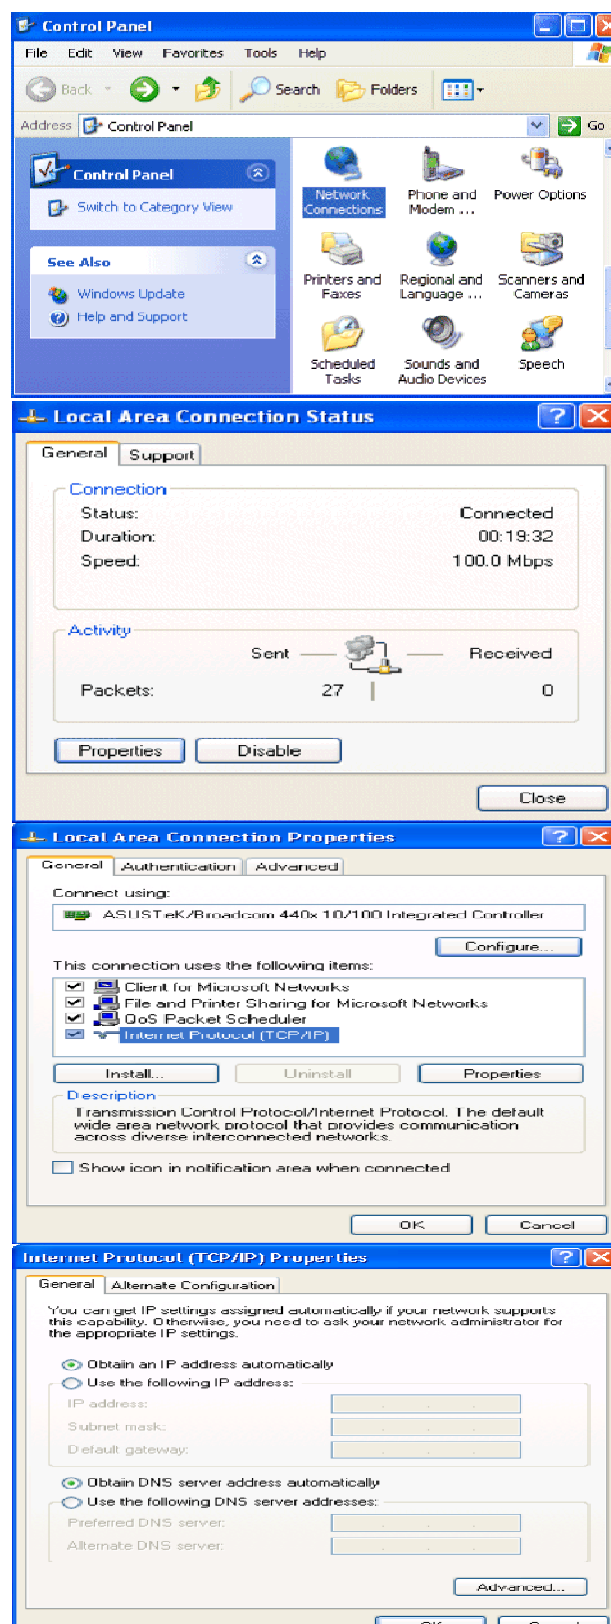 Control Panel
File Edit View Favorites Tools Help
Back Search Folders
Address Control Panel Go
Control Panel
Switch to Category View
See Also
Windows Update
Help and Support
Network Connections
Phone and Modem ...
Power Options
Printers and Faxes
Regional and Language ...
Scanners and Cameras
Scheduled Tasks
Sounds and Audio Devices
Speech
Local Area Connection Status
General Support
Connection
Status: Connected
Duration: 00:19:32
Speed: 100.0 Mbps
Activity
Sent Received
Packets: 27 0
Properties Disable
Close
Local Area Connection Properties
General Authentication Advanced
Connect using:
ASUSTeK/Broadcom 440x 10/100 Integrated Controller
Configure...
This connection uses the following items:
Client for Microsoft Networks
File and Printer Sharing for Microsoft Networks
QoS Packet Scheduler
Internet Protocol (TCP/IP)
Install... Uninstall Properties
Description
Transmission Control Protocol/Internet Protocol. The default
wide area network protocol that provides communication
across diverse interconnected networks.
Show icon in notification area when connected
OK Cancel
Internet Protocol (TCP/IP) Properties
General Alternate Configuration
You can get IP settings assigned automatically if your network supports
this capability. Otherwise, you need to ask your network administrator for
the appropriate IP settings.
Obtain an IP address automatically
Use the following IP address:
IP address:
Subnet mask:
Default gateway:
Obtain DNS server address automatically
Use the following DNS server addresses:
Preferred DNS server:
Alternate DNS server:
Advanced...